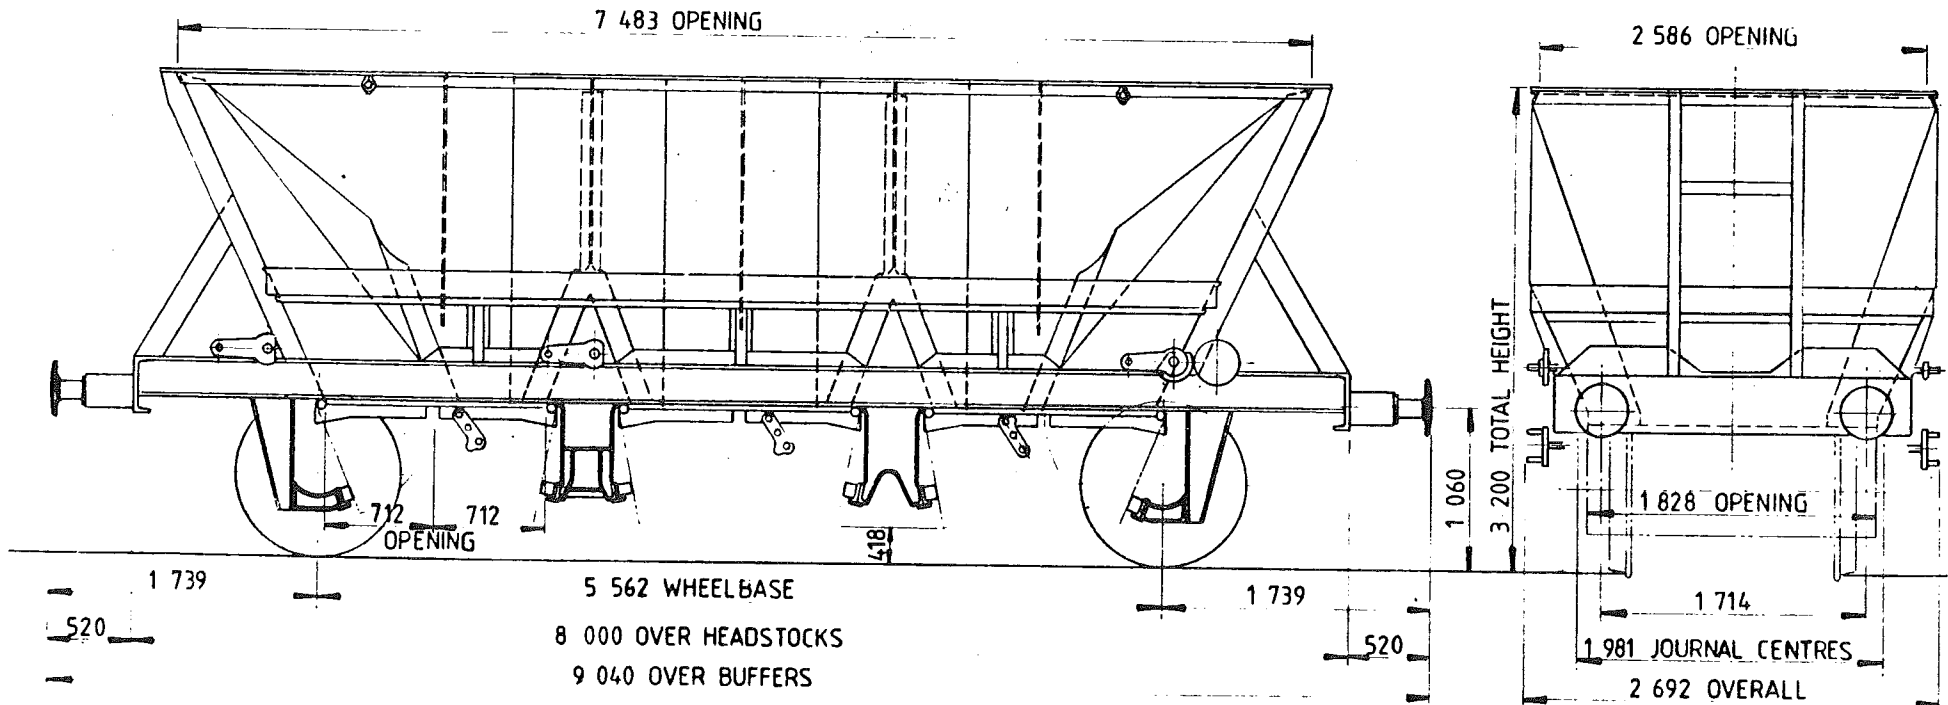 7 483 OPENING
2 586 OPENING
3 200 TOTAL HEIGHT
1 060
712
712
OPENING
418
1 828 OPENING
1 739
5 562 WHEELBASE
1 739
1 714
520
8 000 OVER HEADSTOCKS
520
1 981 JOURNAL CENTRES
9 040 OVER BUFFERS
2 692 OVERALL